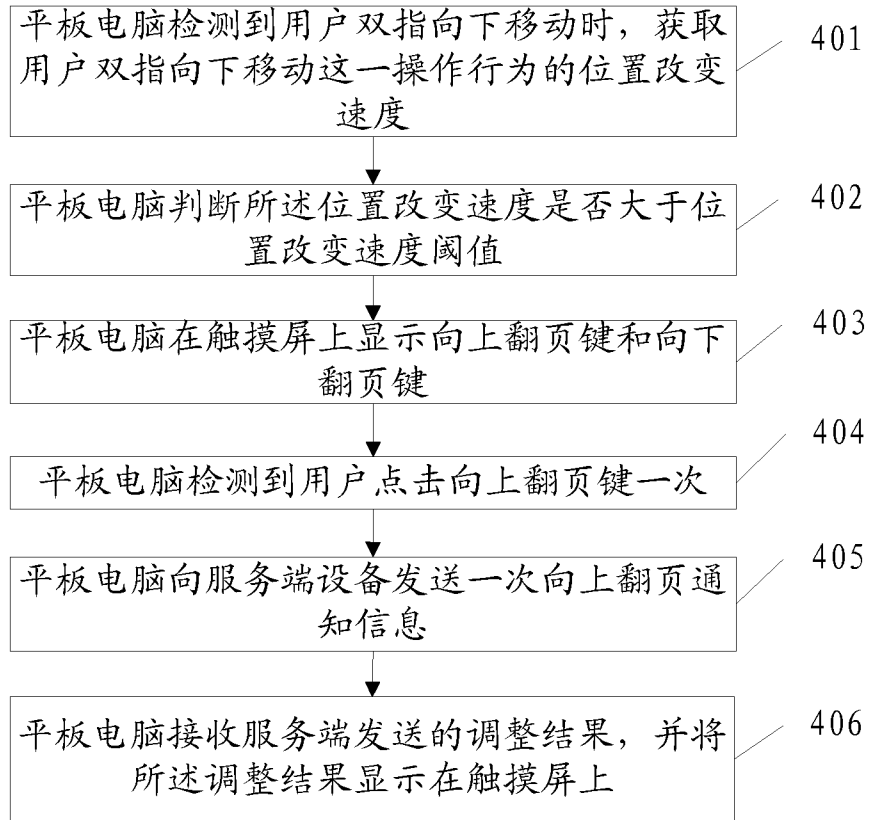 平板电脑检测到用户双指向下移动时，获取
用户双指向下移动这一操作行为的位置改变
速度
401
平板电脑判断所述位置改变速度是否大于位
置改变速度阈值
402
平板电脑在触摸屏上显示向上翻页键和向下
翻页键
403
平板电脑检测到用户点击向上翻页键一次
404
平板电脑向服务端设备发送一次向上翻页通
知信息
405
平板电脑接收服务端发送的调整结果，并将
所述调整结果显示在触摸屏上
406